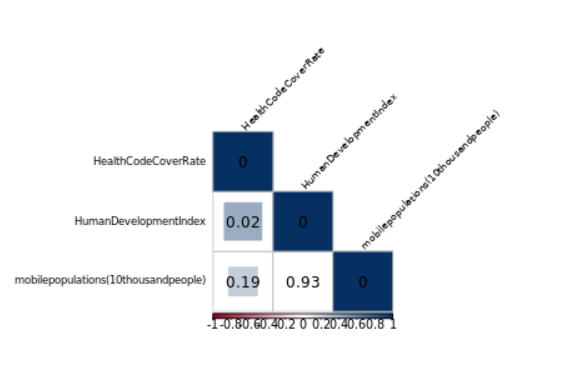 HealthCodeCoverRate
HumanDevelopmentIndex
mobilepopulations(10thousandpeople)
HealthCodeCoverRate 0
HumanDevelopmentIndex 0.02 0
mobilepopulations(10thousandpeople) 0.19 0.93 0
-1 -0.8 -0.6 -0.4 -0.2 0 0.2 0.4 0.6 0.8 1